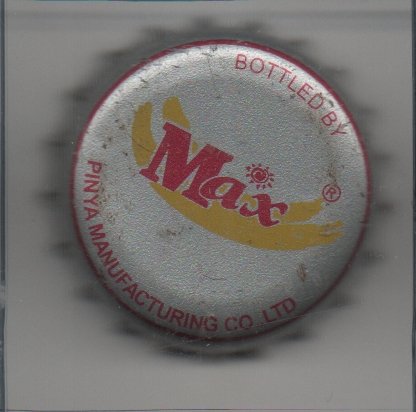 BOTTLED BY
Max ®
PINYA MANUFACTURING CO. LTD